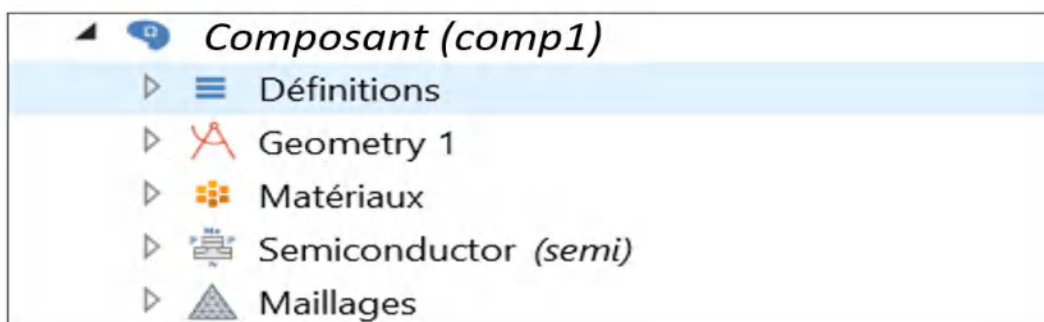 Composant (comp1)
Définitions
Geometry 1
Matériaux
Semiconductor (semi)
Maillages